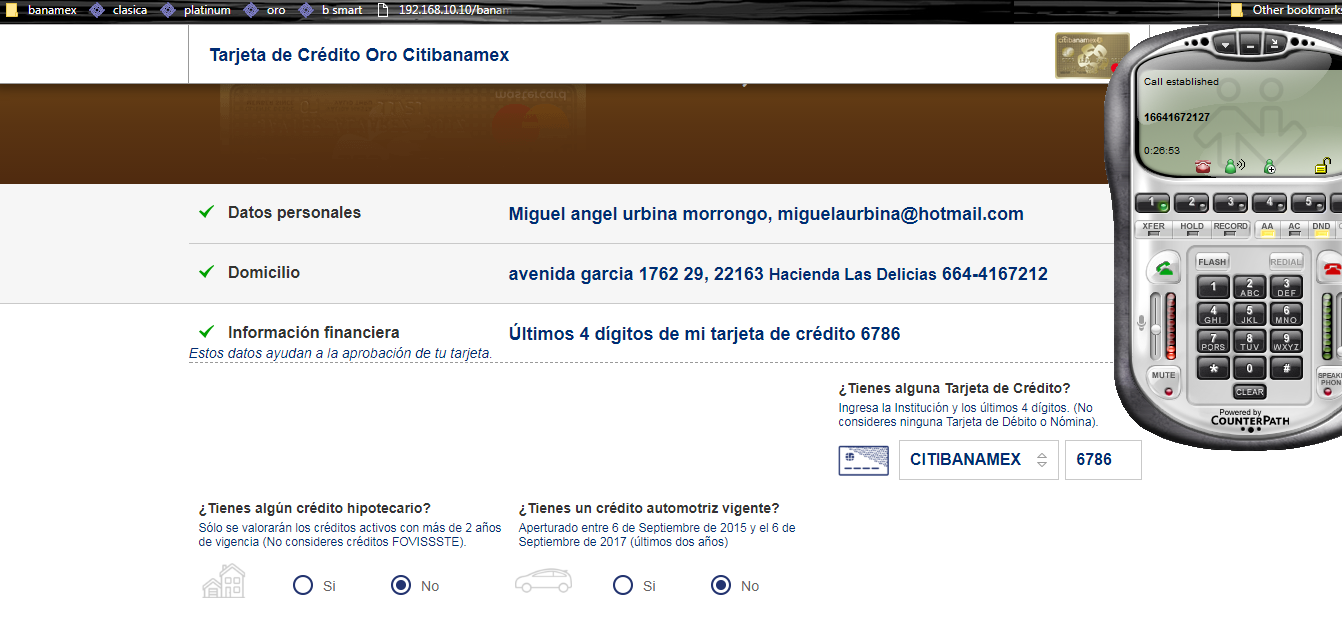 banamex clasica platinum oro b smart 192.168.10.10/banam Other bookmarks
Tarjeta de Crédito Oro Citibanamex
citibanamex
mastercard
Datos personales Miguel angel urbina morrongo, miguelaurbina@hotmail.com
Domicilio avenida garcia 1762 29, 22163 Hacienda Las Delicias 664-4167212
Información financiera Últimos 4 dígitos de mi tarjeta de crédito 6786
Estos datos ayudan a la aprobación de tu tarjeta.
¿Tienes alguna Tarjeta de Crédito?
Ingresa la Institución y los últimos 4 dígitos. (No
consideres ninguna Tarjeta de Débito o Nómina).
CITIBANAMEX 6786
¿Tienes algún crédito hipotecario? ¿Tienes un crédito automotriz vigente?
Sólo se valorarán los créditos activos con más de 2 años Aperturado entre 6 de Septiembre de 2015 y el 6 de
de vigencia (No consideres créditos FOVISSSTE). Septiembre de 2017 (últimos dos años)
Si No Si No
Call established
16641672127
0:26:53
1 2 3 4 5
XFER HOLD RECORD AA AC DND
FLASH REDIAL
1 2 ABC 3 DEF
4 GHI 5 JKL 6 MNO
7 PQRS 8 TUV 9 WXYZ
* 0 #
MUTE CLEAR SPEAKER PHONE
Powered by
COUNTERPATH